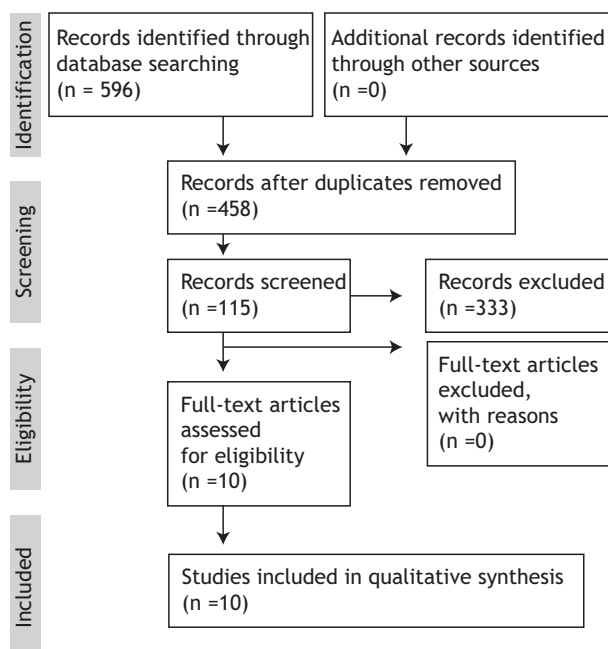 Identification
Records identified through
database searching
(n = 596)
Additional records identified
through other sources
(n =0)
Records after duplicates removed
(n =458)
Screening
Records screened
(n =115)
Records excluded
(n =333)
Eligibility
Full-text articles
assessed
for eligibility
(n =10)
Full-text articles
excluded,
with reasons
(n =0)
Included
Studies included in qualitative synthesis
(n =10)